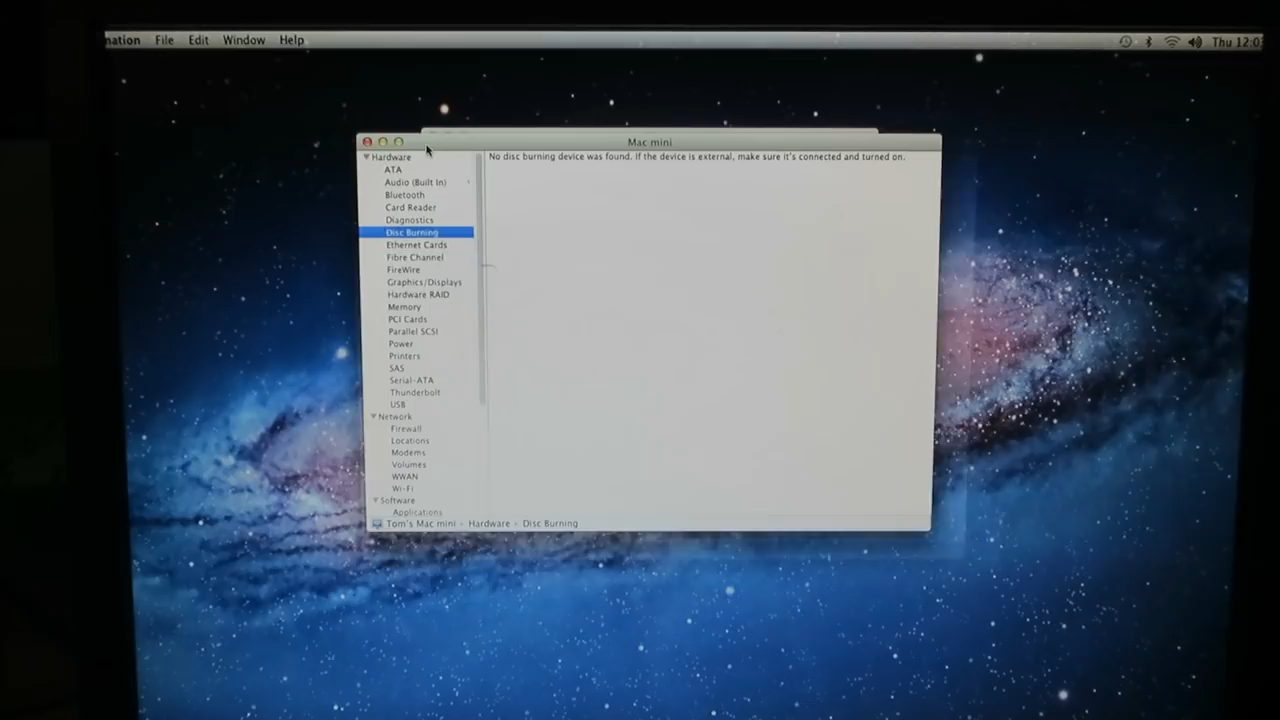 mation File Edit Window Help
Thu 12:0
Mac mini
Hardware
ATA
Audio (Built In)
Bluetooth
Card Reader
Diagnostics
Disc Burning
Ethernet Cards
Fibre Channel
FireWire
Graphics/Displays
Hardware RAID
Memory
PCI Cards
Parallel SCSI
Power
Printers
SAS
Serial-ATA
Thunderbolt
USB
Network
Firewall
Locations
Modems
Volumes
WWAN
Wi-Fi
Software
Applications
No disc burning device was found. If the device is external, make sure it's connected and turned on.
Tom's Mac mini › Hardware › Disc Burning